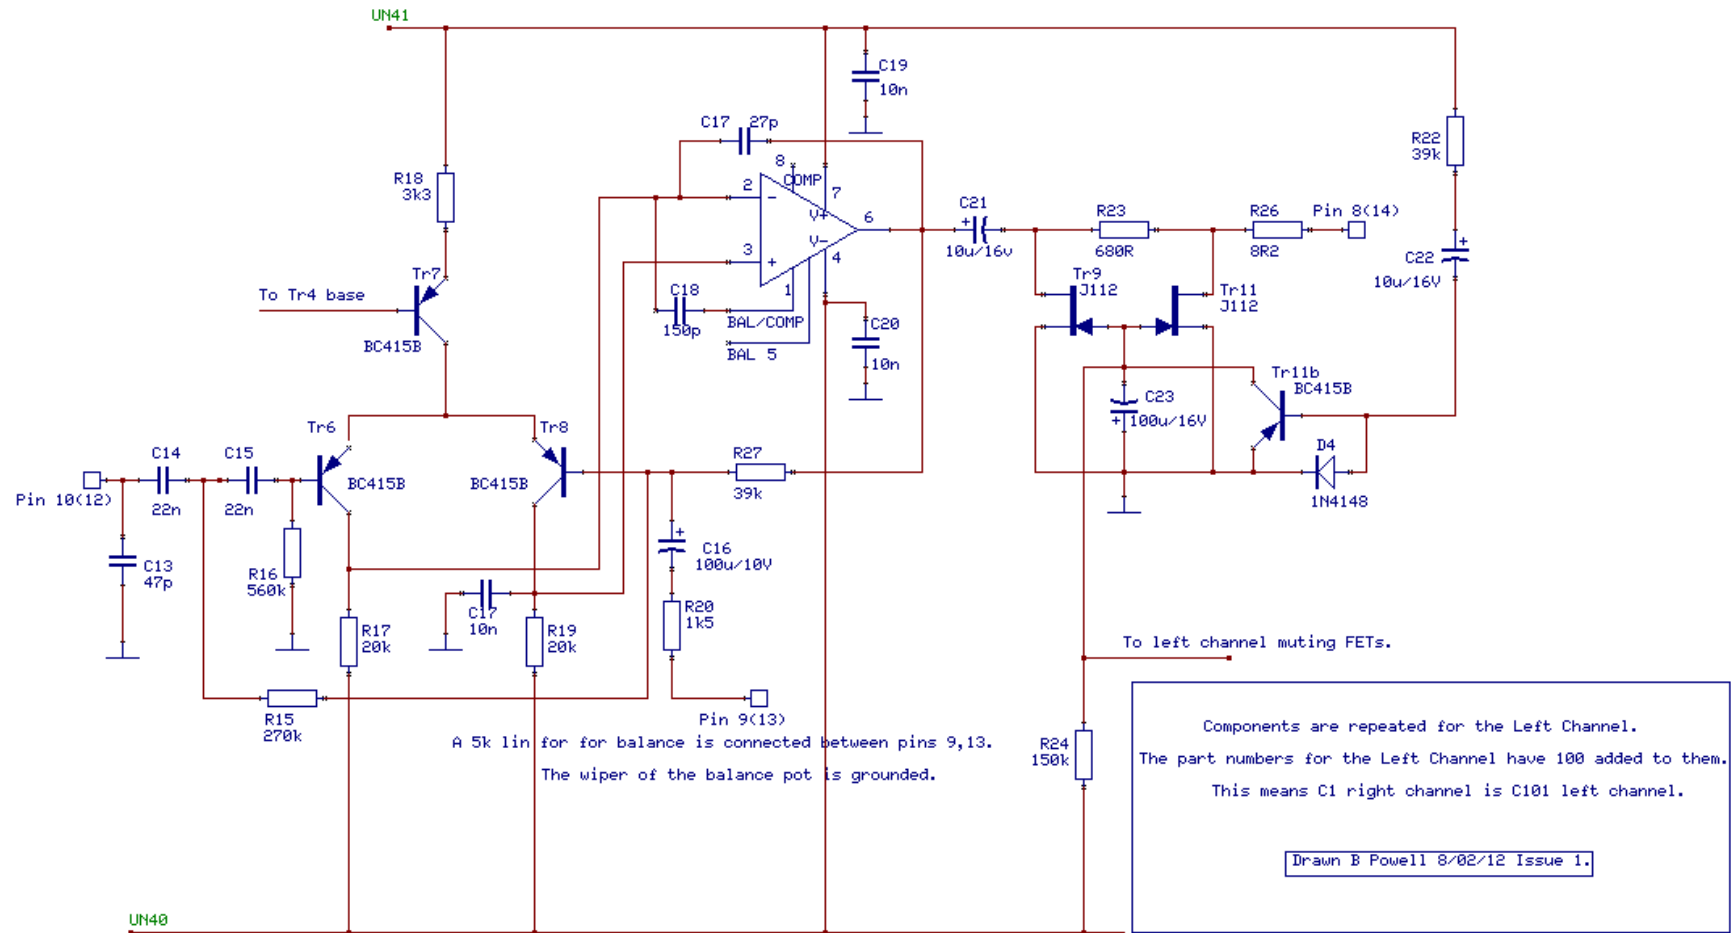 UN41
C19
10n
C17 27p
R22
39k
R18
3k3
8
COMP
2
-
7
V+
6
V-
3
+
4
1
C21
+
10u/16v
R23
680R
R26
8R2
Pin 8(14)
+
C22
10u/16V
Tr7
To Tr4 base
BC415B
C18
150p
BAL/COMP
BAL 5
C20
10n
Tr9
J112
Tr11
J112
Tr11b
BC415B
C23
+ 100u/16V
D4
1N4148
Tr6
BC415B
Tr8
BC415B
C14
22n
C15
22n
Pin 10(12)
R27
39k
C13
47p
R16
560k
+
C16
100u/10V
C17
10n
R20
1k5
R17
20k
R19
20k
R15
270k
Pin 9(13)
A 5k lin for for balance is connected between pins 9,13.
The wiper of the balance pot is grounded.
To left channel muting FETs.
R24
150k
Components are repeated for the Left Channel.
The part numbers for the Left Channel have 100 added to them.
This means C1 right channel is C101 left channel.
Drawn B Powell 8/02/12 Issue 1.
UN40